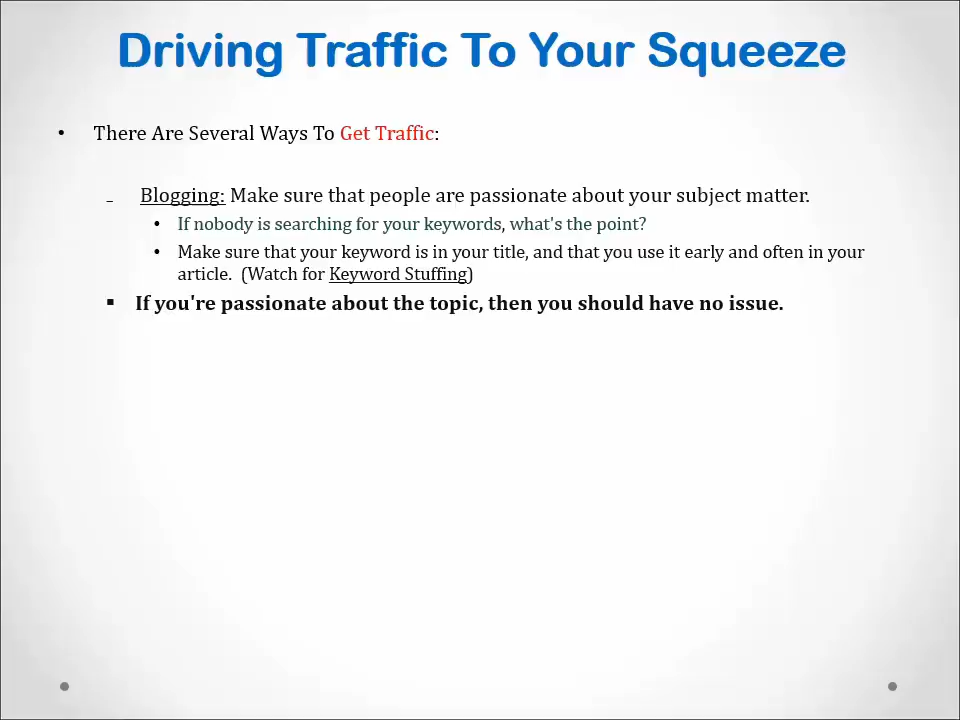 Driving Traffic To Your Squeeze
• There Are Several Ways To Get Traffic:
– Blogging: Make sure that people are passionate about your subject matter.
• If nobody is searching for your keywords, what's the point?
• Make sure that your keyword is in your title, and that you use it early and often in your
article. (Watch for Keyword Stuffing)
▪ If you're passionate about the topic, then you should have no issue.